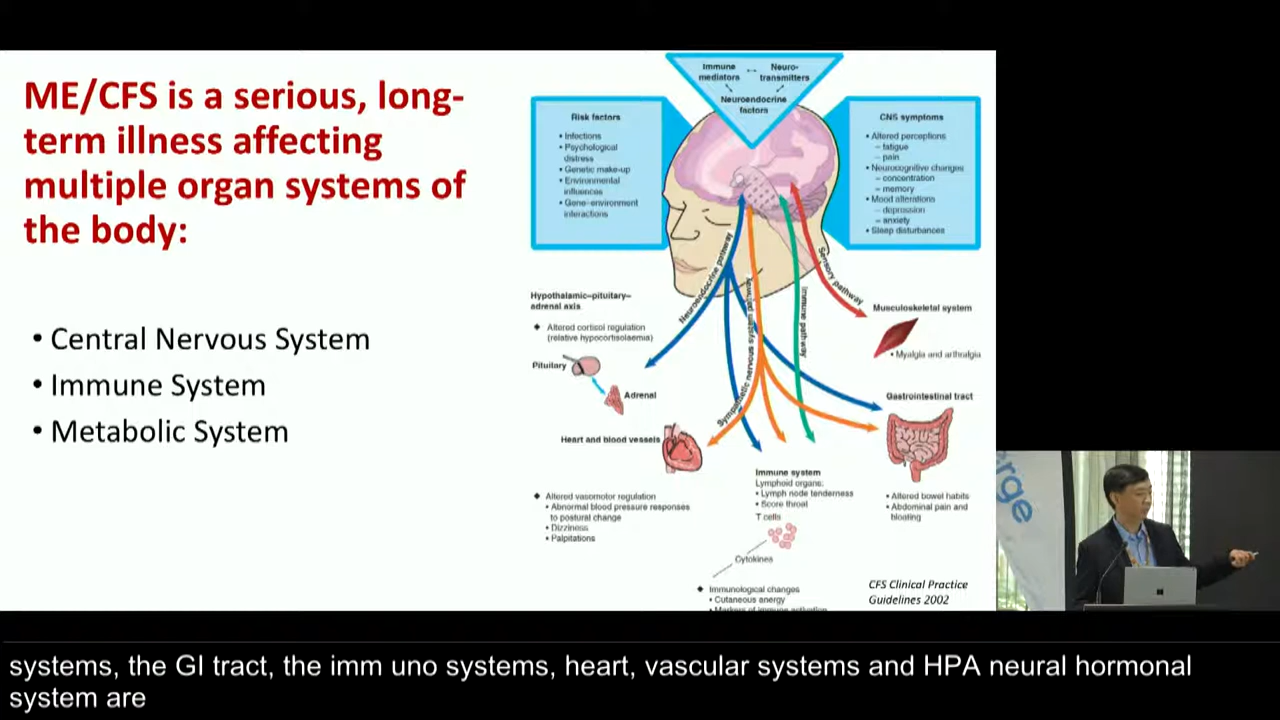 ME/CFS is a serious, long-
term illness affecting
multiple organ systems of
the body:
• Central Nervous System
• Immune System
• Metabolic System
Immune
mediators
Neuro-
transmitters
Neuroendocrine
factors
Risk factors
• Infections
• Psychological
distress
• Genetic make-up
• Environmental
influences
• Gene–environment
interactions
CNS symptoms
• Altered perceptions
– fatigue
– pain
• Neurocognitive changes
– concentration
– memory
• Mood alterations
– depression
– anxiety
• Sleep disturbances
Neuroendocrine pathway
Sympathetic nervous system pathway
Immune pathway
Sensory pathway
Hypothalamic–pituitary–
adrenal axis
◆ Altered cortisol regulation
(relative hypocortisolaemia)
Pituitary
Adrenal
Musculoskeletal system
• Myalgia and arthralgia
Gastrointestinal tract
• Altered bowel habits
• Abdominal pain and
bloating
Heart and blood vessels
◆ Altered vasomotor regulation
• Abnormal blood pressure responses
to postural change
• Dizziness
• Palpitations
Immune system
Lymphoid organs:
• Lymph node tenderness
• Score throat
T cells
Cytokines
◆ Immunological changes
• Cutaneous anergy
• Markers of immune activation
CFS Clinical Practice
Guidelines 2002
erge
systems, the GI tract, the imm uno systems, heart, vascular systems and HPA neural hormonal
system are